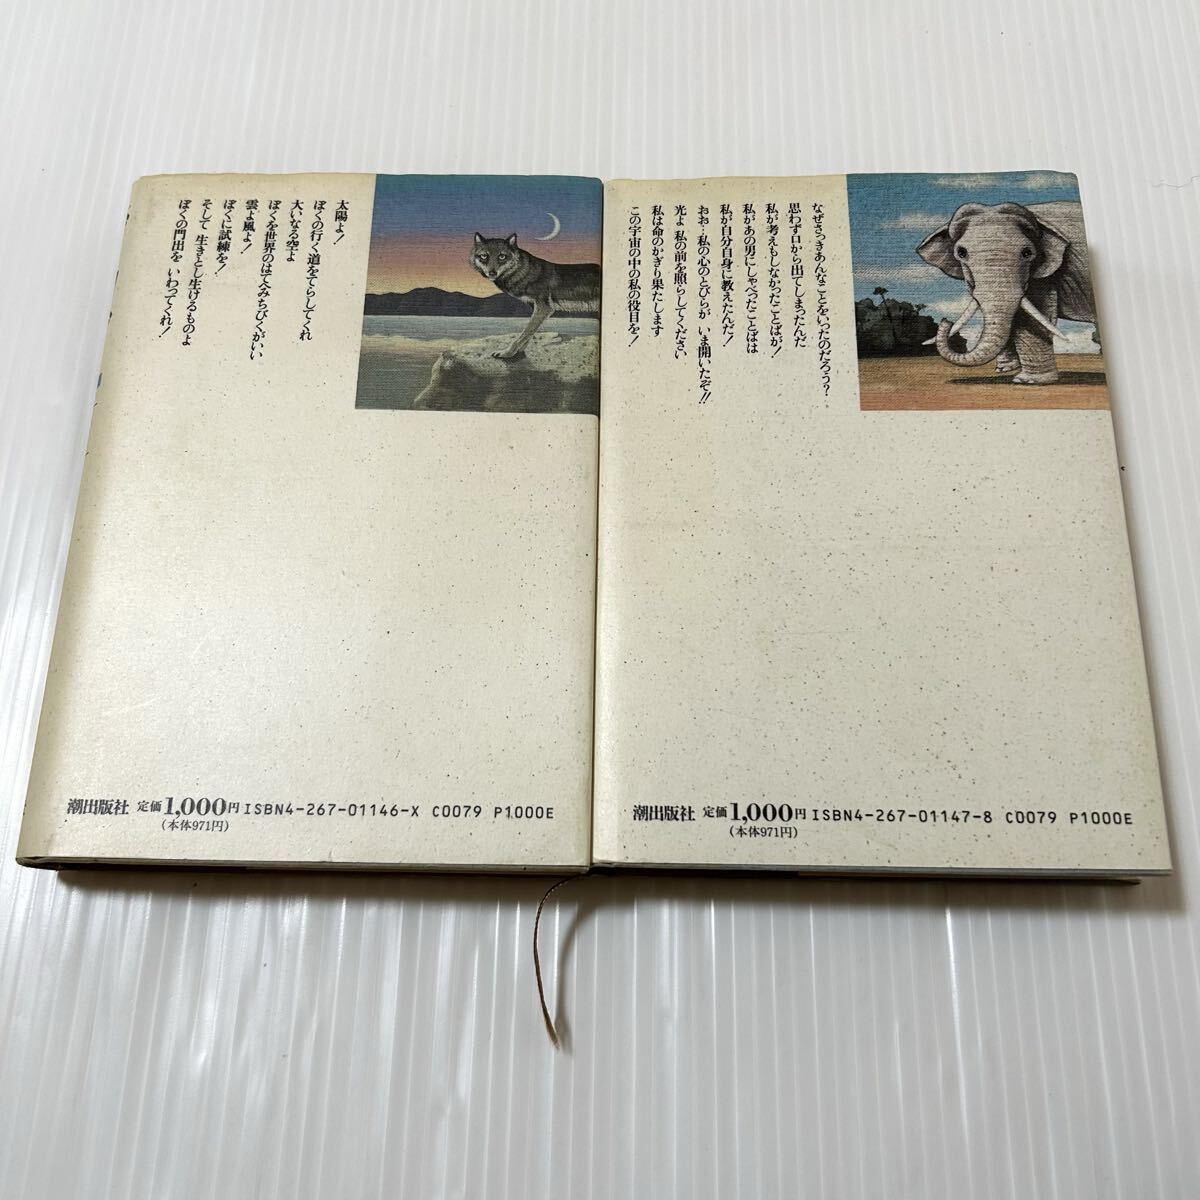 太陽よ!
ぼくの行く道をてらしてくれ
大いなる空よ
ぼくを世界のはてへみちびくがいい
雲よ風よ!
ぼくに試練を!
そして 生きとし生けるものよ
ぼくの門出を いわってくれ!
潮出版社 定価1,000円 ISBN4-267-01146-X C0079 P1000E
(本体971円)
なぜさっきあんなことをいったのだろう?
思わず口から出てしまったんだ
私が考えもしなかったことばが!
私があの男にしゃべったことばは
私が自分自身に教えたんだ!
おお…私の心のとびらが いま開いたぞ!!
光よ 私の前を照らしてください
私は命のかぎり果たします
この宇宙の中の私の役目を!
潮出版社 定価1,000円 ISBN4-267-01147-8 C0079 P1000E
(本体971円)